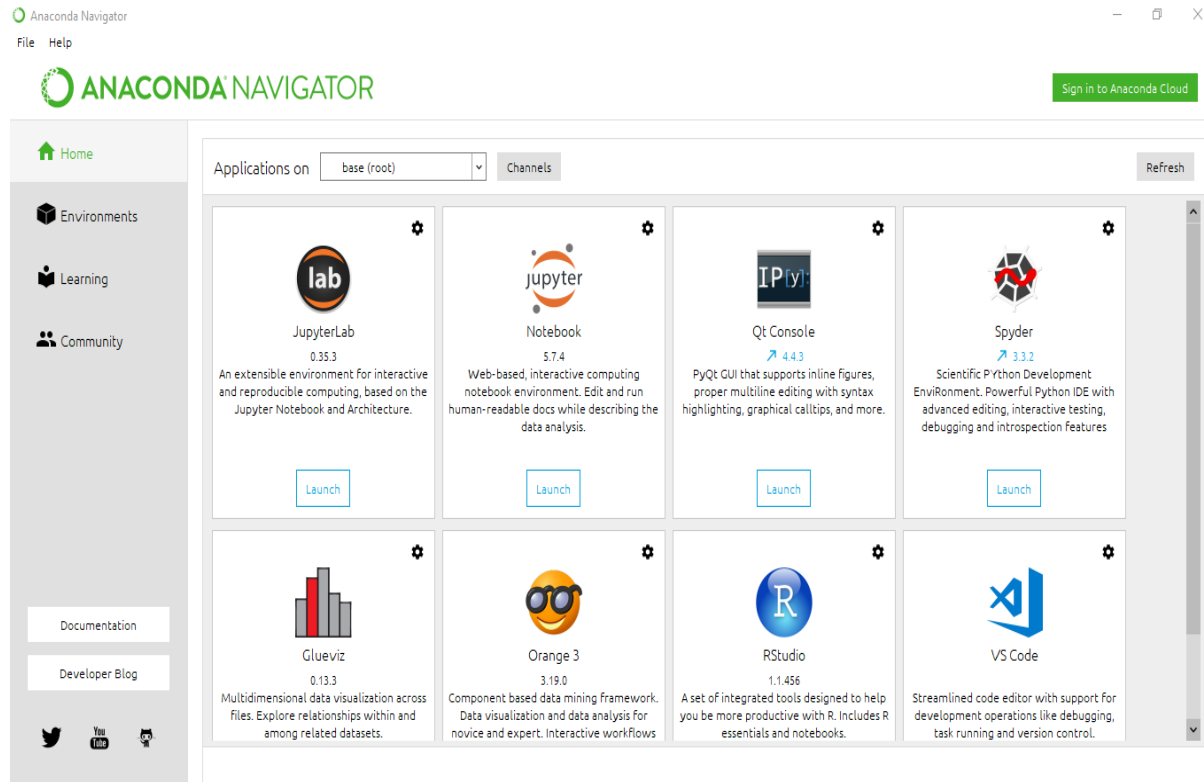 Anaconda Navigator
File Help
ANACONDA NAVIGATOR
Sign in to Anaconda Cloud
Home
Environments
Learning
Community
Documentation
Developer Blog
You
Tube
Applications on base (root) Channels Refresh
lab
JupyterLab
0.35.3
An extensible environment for interactive
and reproducible computing, based on the
Jupyter Notebook and Architecture.
Launch
jupyter
Notebook
5.7.4
Web-based, interactive computing
notebook environment. Edit and run
human-readable docs while describing the
data analysis.
Launch
IP[y]:
Qt Console
4.4.3
PyQt GUI that supports inline figures,
proper multiline editing with syntax
highlighting, graphical calltips, and more.
Launch
Spyder
3.3.2
Scientific PYthon Development
EnviRonment. Powerful Python IDE with
advanced editing, interactive testing,
debugging and introspection features
Launch
Glueviz
0.13.3
Multidimensional data visualization across
files. Explore relationships within and
among related datasets.
Orange 3
3.19.0
Component based data mining framework.
Data visualization and data analysis for
novice and expert. Interactive workflows
R
RStudio
1.1.456
A set of integrated tools designed to help
you be more productive with R. Includes R
essentials and notebooks.
VS Code
Streamlined code editor with support for
development operations like debugging,
task running and version control.